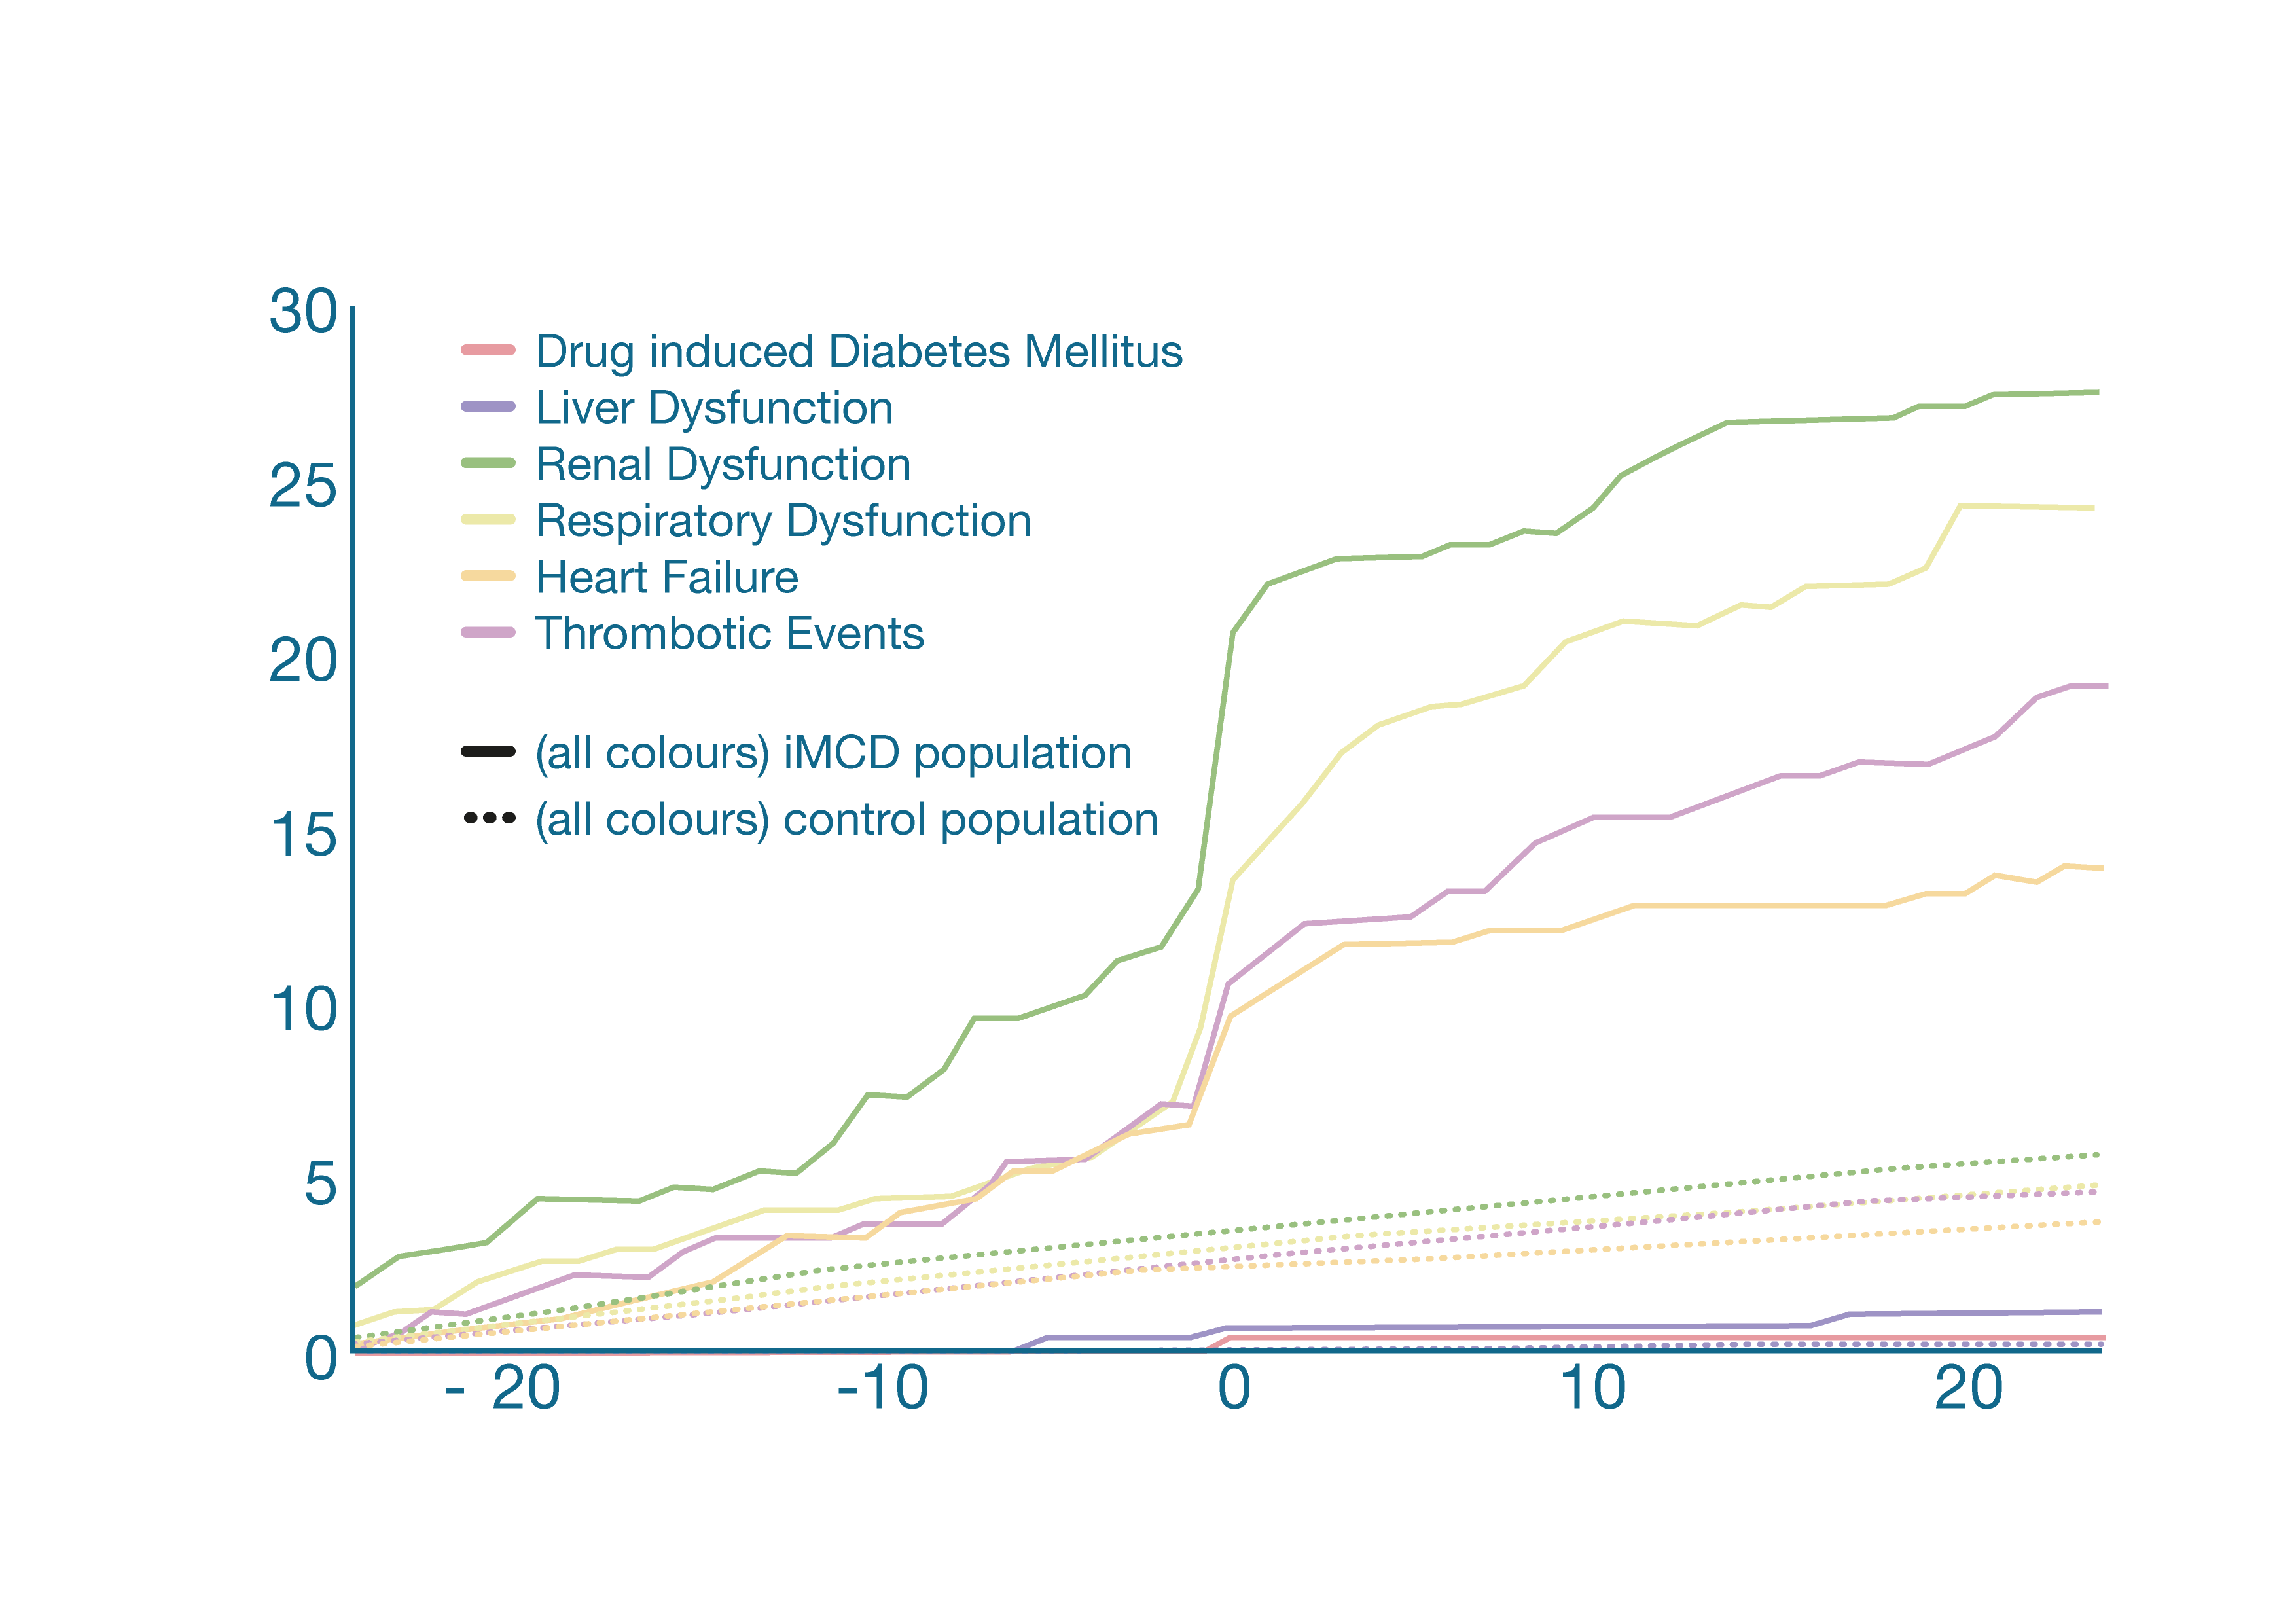 30
25
20
15
10
5
0
Drug induced Diabetes Mellitus
Liver Dysfunction
Renal Dysfunction
Respiratory Dysfunction
Heart Failure
Thrombotic Events
(all colours) iMCD population
(all colours) control population
- 20 -10 0 10 20